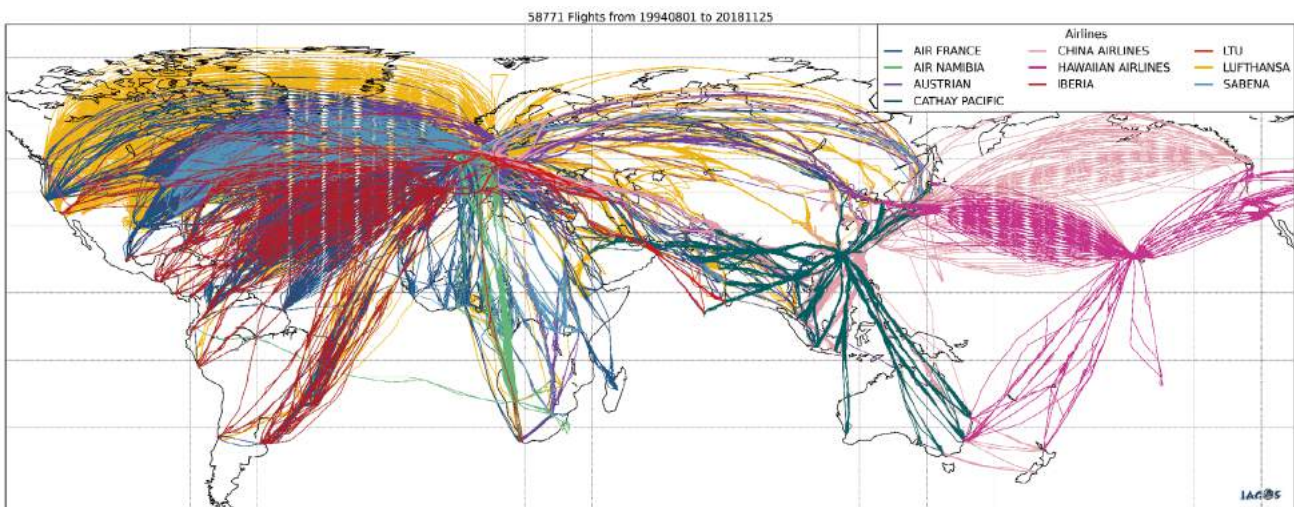 58771 Flights from 19940801 to 20181125
Airlines
AIR FRANCE
AIR NAMIBIA
AUSTRIAN
CATHAY PACIFIC
CHINA AIRLINES
HAWAIIAN AIRLINES
IBERIA
LTU
LUFTHANSA
SABENA
IAGOS